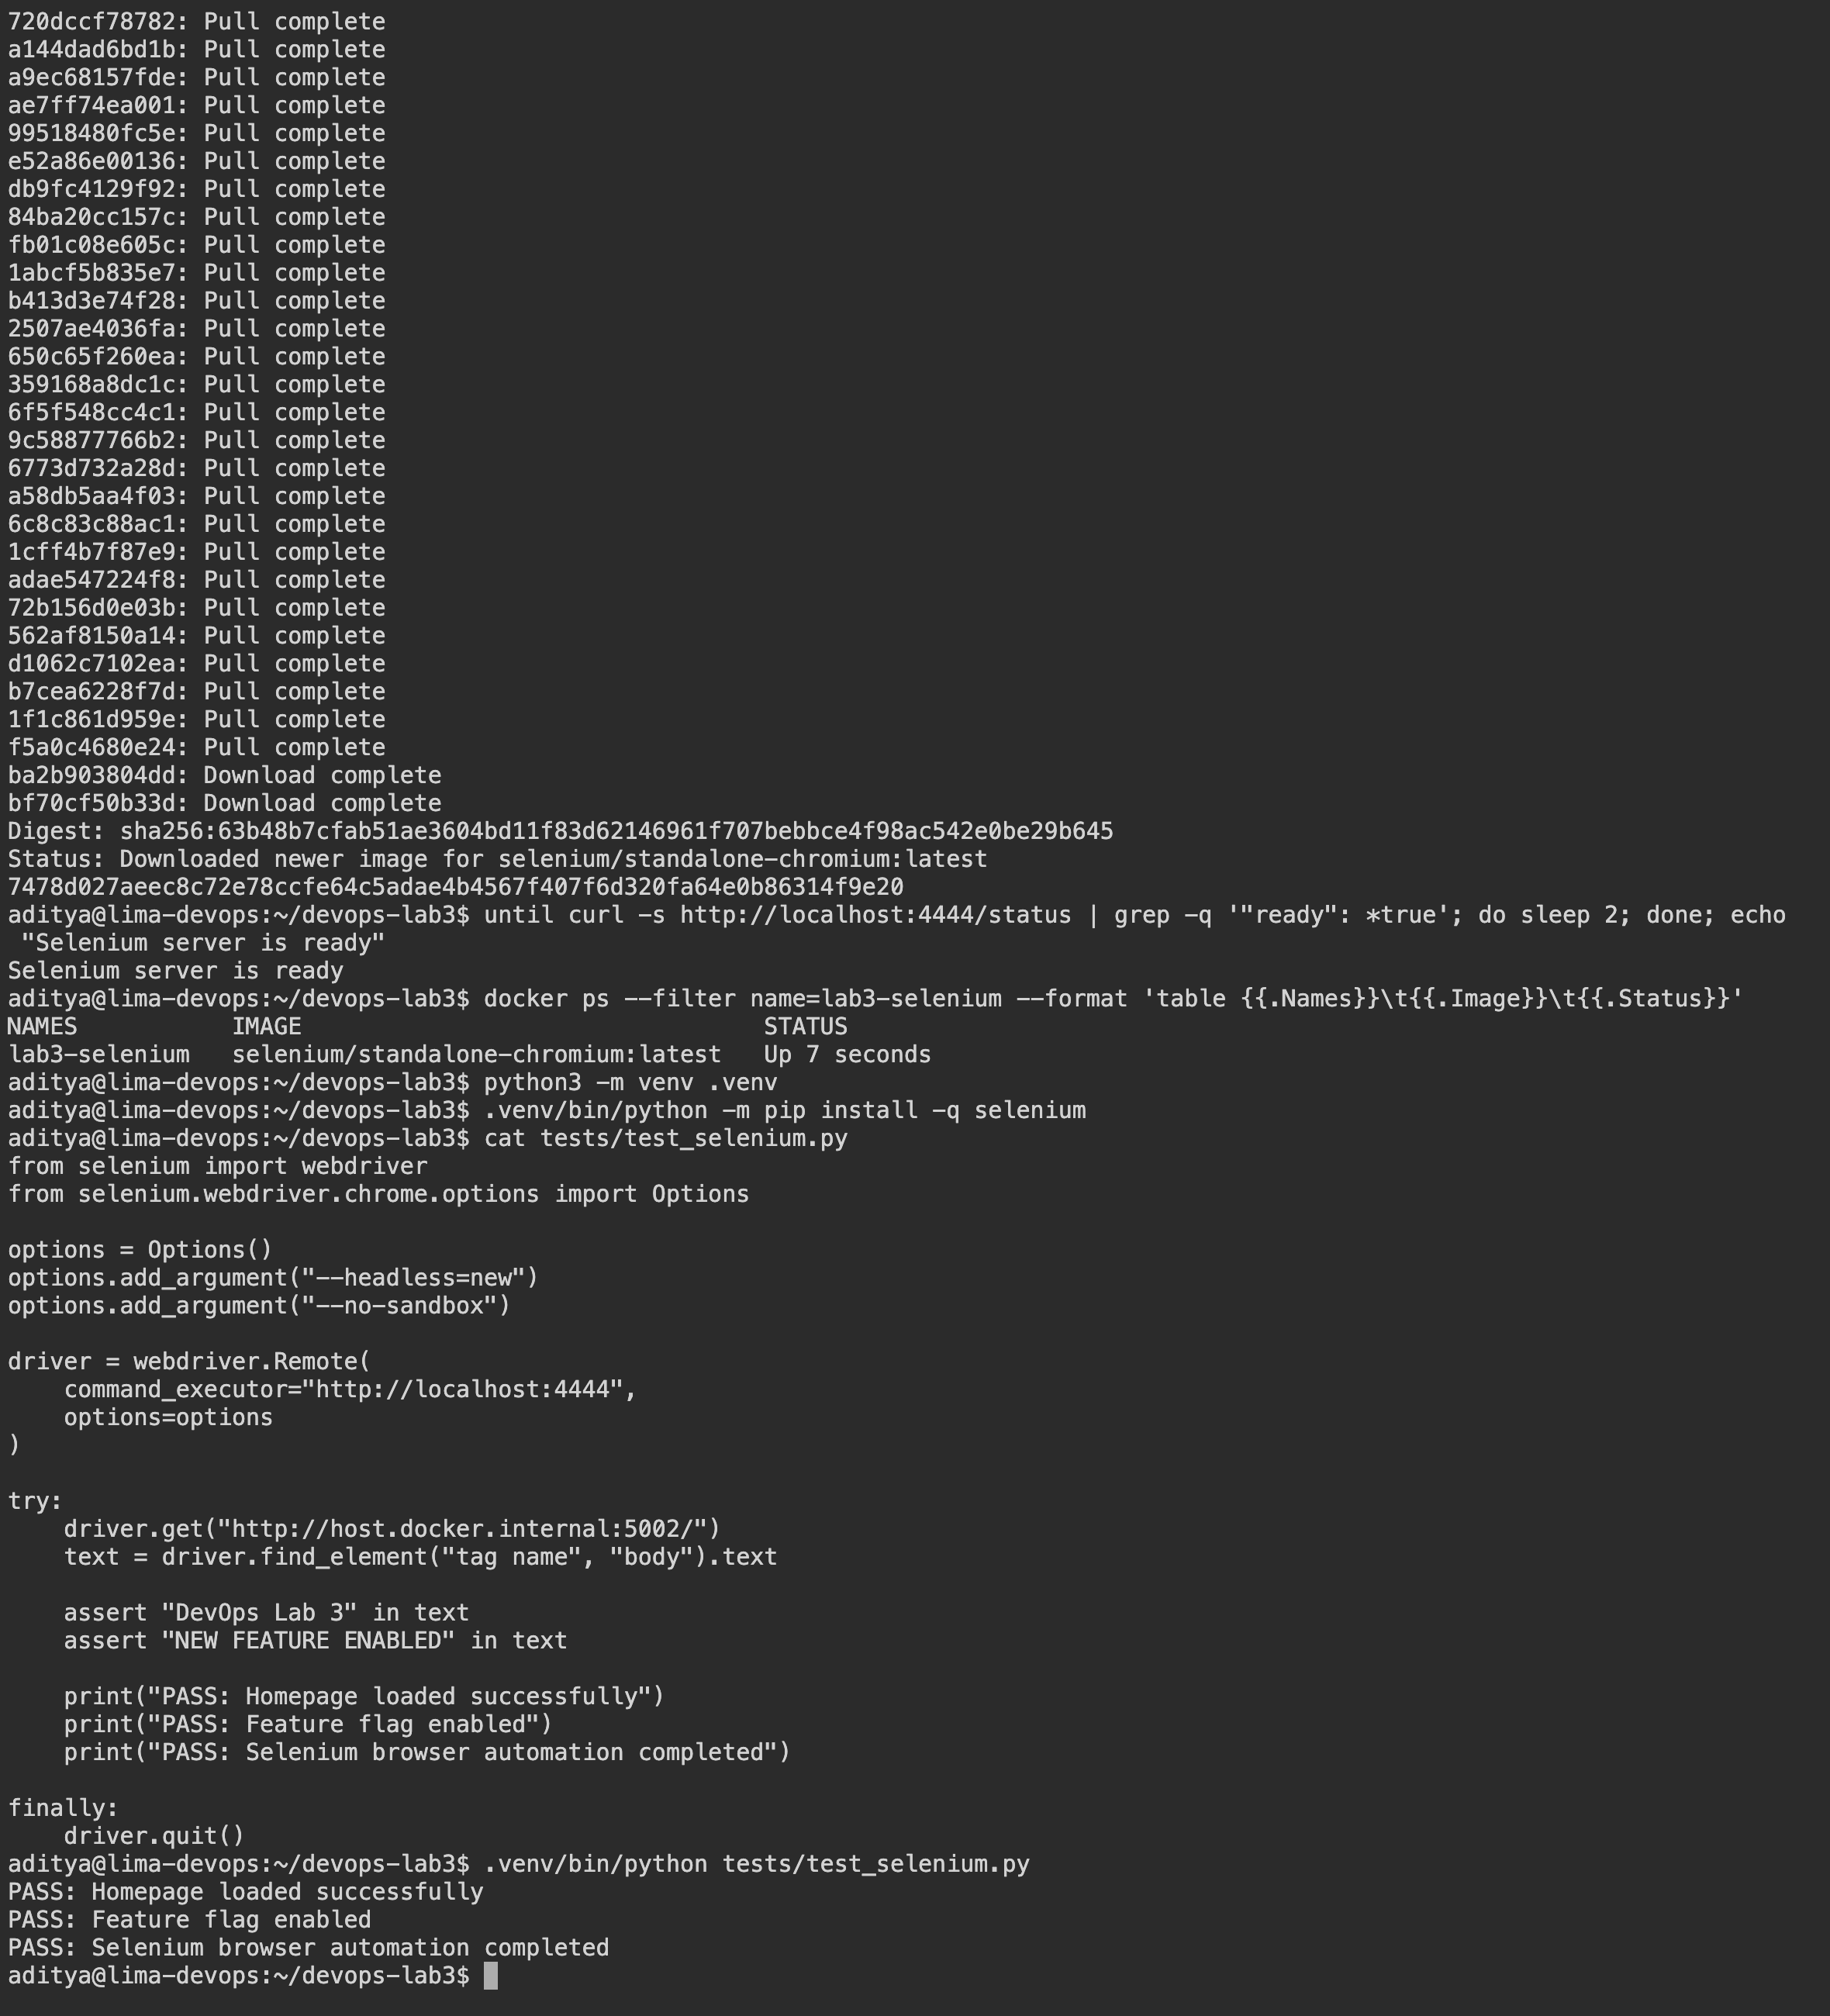 720dccf78782: Pull complete
a144dad6bd1b: Pull complete
a9ec68157fde: Pull complete
ae7ff74ea001: Pull complete
99518480fc5e: Pull complete
e52a86e00136: Pull complete
db9fc4129f92: Pull complete
84ba20cc157c: Pull complete
fb01c08e605c: Pull complete
1abcf5b835e7: Pull complete
b413d3e74f28: Pull complete
2507ae4036fa: Pull complete
650c65f260ea: Pull complete
359168a8dc1c: Pull complete
6f5f548cc4c1: Pull complete
9c58877766b2: Pull complete
6773d732a28d: Pull complete
a58db5aa4f03: Pull complete
6c8c83c88ac1: Pull complete
1cff4b7f87e9: Pull complete
adae547224f8: Pull complete
72b156d0e03b: Pull complete
562af8150a14: Pull complete
d1062c7102ea: Pull complete
b7cea6228f7d: Pull complete
1f1c861d959e: Pull complete
f5a0c4680e24: Pull complete
ba2b903804dd: Download complete
bf70cf50b33d: Download complete
Digest: sha256:63b48b7cfab51ae3604bd11f83d62146961f707bebbce4f98ac542e0be29b645
Status: Downloaded newer image for selenium/standalone-chromium:latest
7478d027aeec8c72e78ccfe64c5adae4b4567f407f6d320fa64e0b86314f9e20
aditya@lima-devops:~/devops-lab3$ until curl -s http://localhost:4444/status | grep -q '"ready": *true'; do sleep 2; done; echo
 "Selenium server is ready"
Selenium server is ready
aditya@lima-devops:~/devops-lab3$ docker ps --filter name=lab3-selenium --format 'table {{.Names}}\t{{.Image}}\t{{.Status}}'
NAMES           IMAGE                                 STATUS
lab3-selenium   selenium/standalone-chromium:latest   Up 7 seconds
aditya@lima-devops:~/devops-lab3$ python3 -m venv .venv
aditya@lima-devops:~/devops-lab3$ .venv/bin/python -m pip install -q selenium
aditya@lima-devops:~/devops-lab3$ cat tests/test_selenium.py
from selenium import webdriver
from selenium.webdriver.chrome.options import Options

options = Options()
options.add_argument("--headless=new")
options.add_argument("--no-sandbox")

driver = webdriver.Remote(
    command_executor="http://localhost:4444",
    options=options
)

try:
    driver.get("http://host.docker.internal:5002/")
    text = driver.find_element("tag name", "body").text

    assert "DevOps Lab 3" in text
    assert "NEW FEATURE ENABLED" in text

    print("PASS: Homepage loaded successfully")
    print("PASS: Feature flag enabled")
    print("PASS: Selenium browser automation completed")

finally:
    driver.quit()
aditya@lima-devops:~/devops-lab3$ .venv/bin/python tests/test_selenium.py
PASS: Homepage loaded successfully
PASS: Feature flag enabled
PASS: Selenium browser automation completed
aditya@lima-devops:~/devops-lab3$